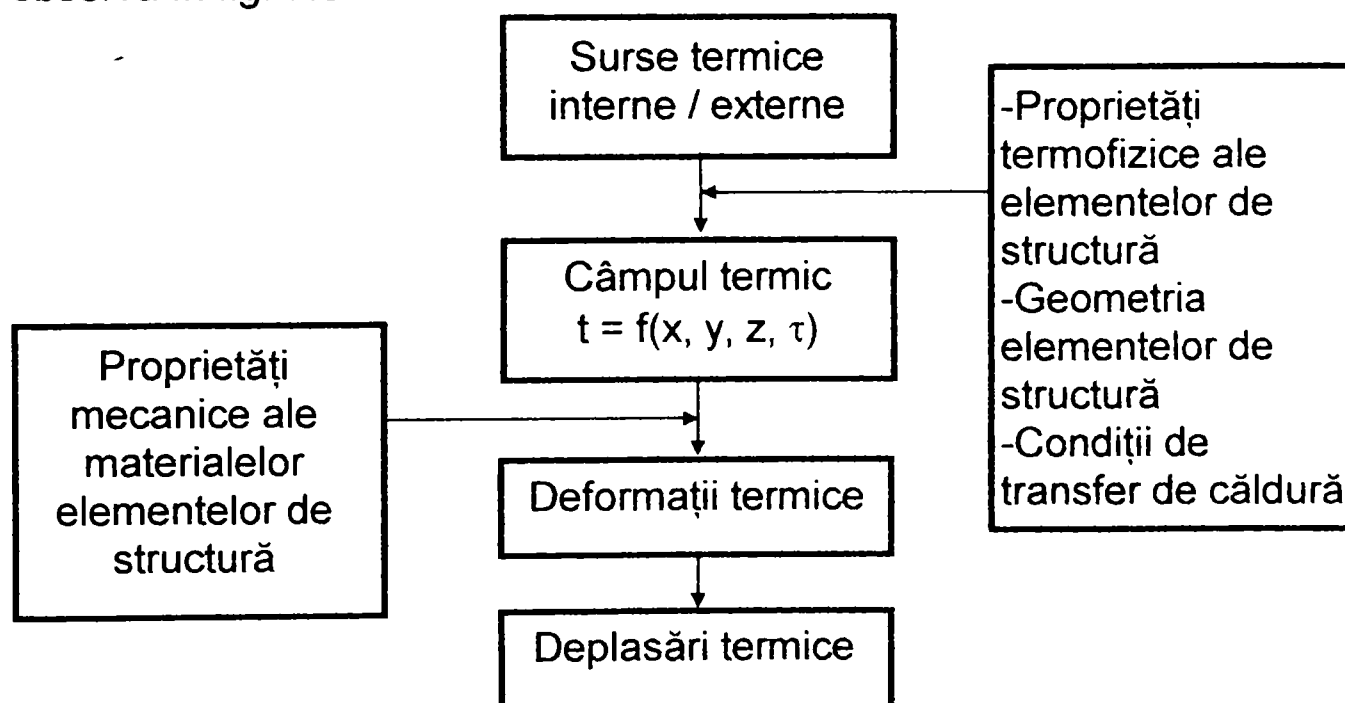 Surse termice
interne / externe
-Proprietăți
termofizice ale
elementelor de
structură
-Geometria
elementelor de
structură
-Condiții de
transfer de căldură
Câmpul termic
t = f(x, y, z, τ)
Proprietăți
mecanice ale
materialelor
elementelor de
structură
Deformații termice
Deplasări termice